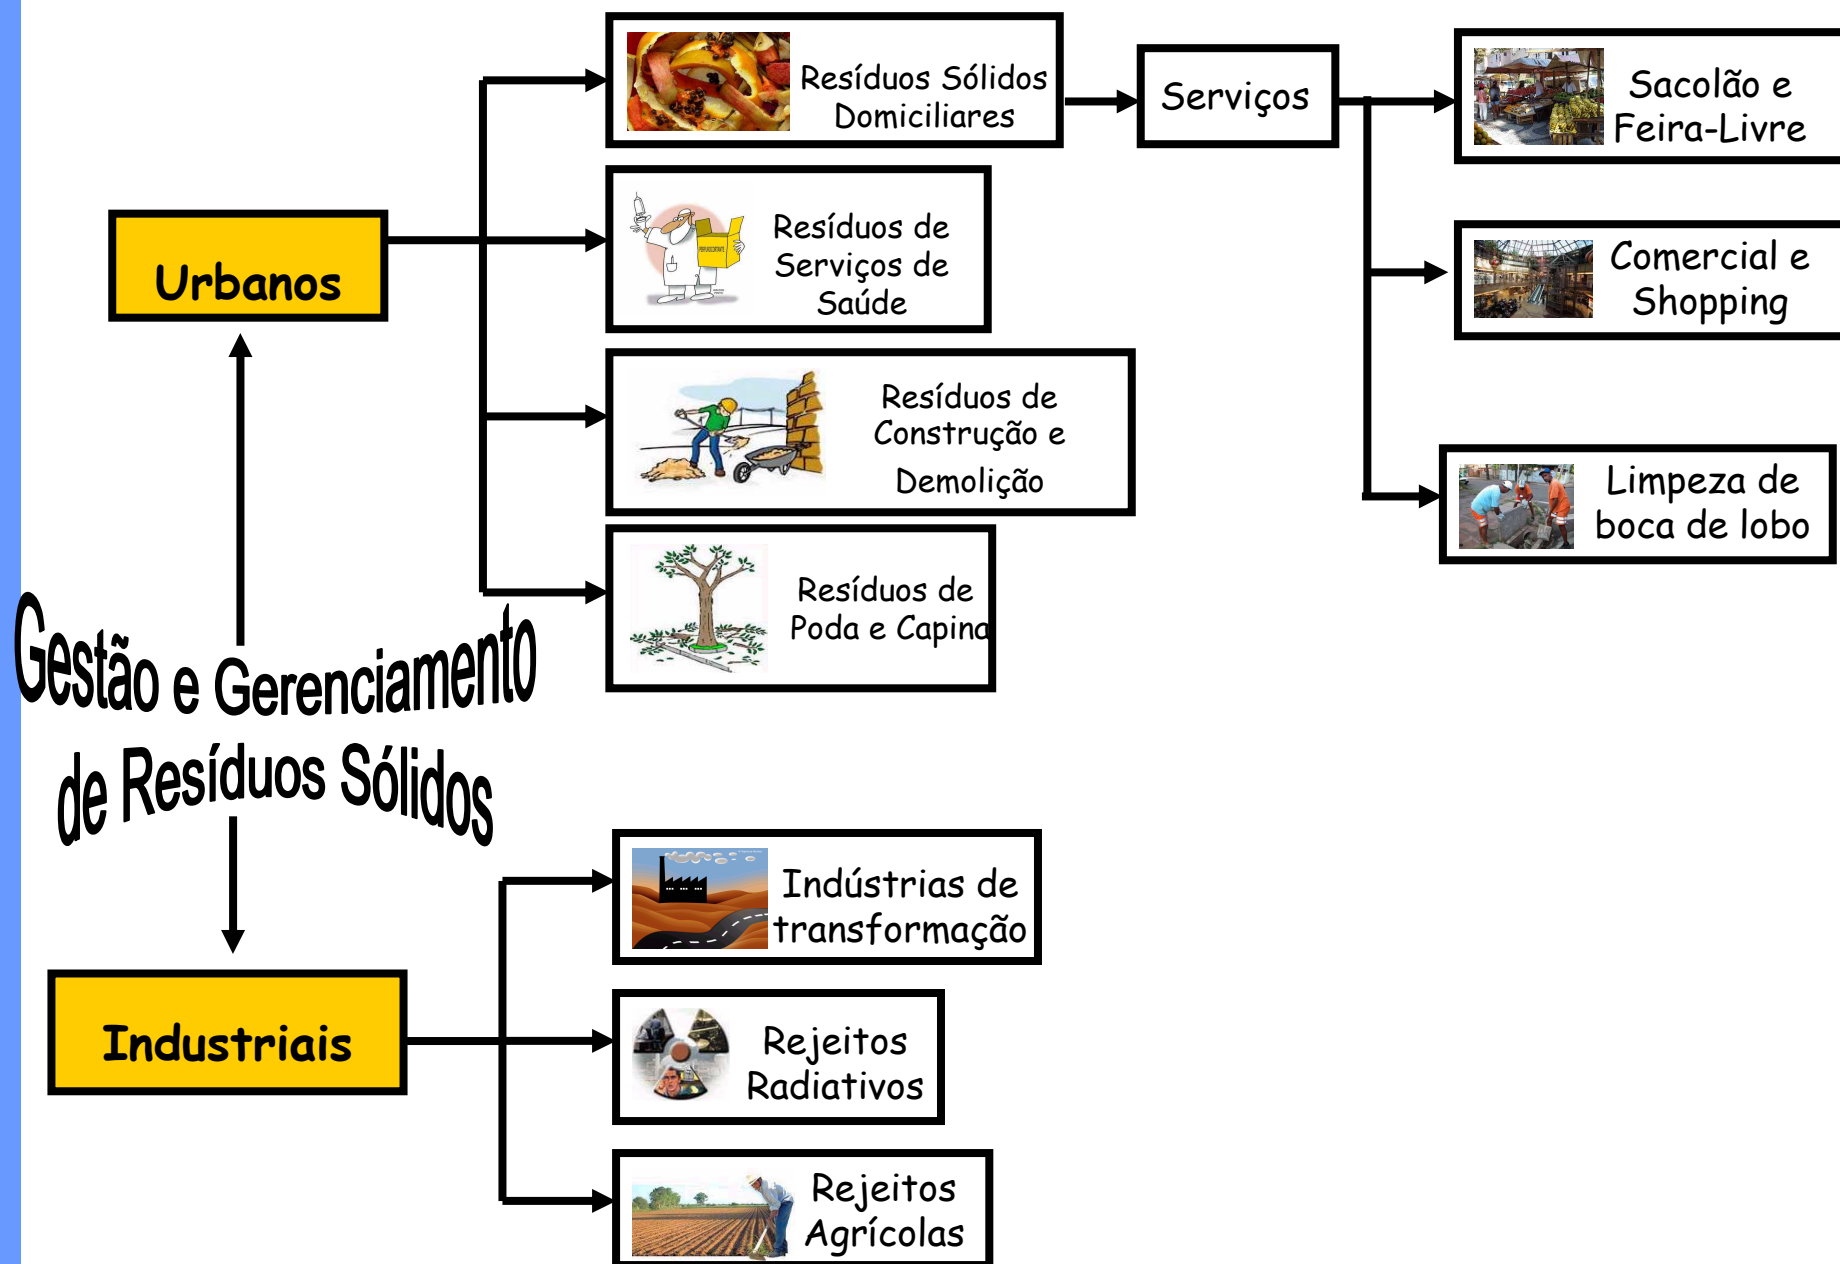 Resíduos Sólidos
Domiciliares
Serviços
Sacolão e
Feira-Livre
Urbanos
Resíduos de
Serviços de
Saúde
Comercial e
Shopping
Resíduos de
Construção e
Demolição
Limpeza de
boca de lobo
Resíduos de
Poda e Capina
Gestão e Gerenciamento
de Resíduos Sólidos
Indústrias de
transformação
Industriais
Rejeitos
Radiativos
Rejeitos
Agrícolas